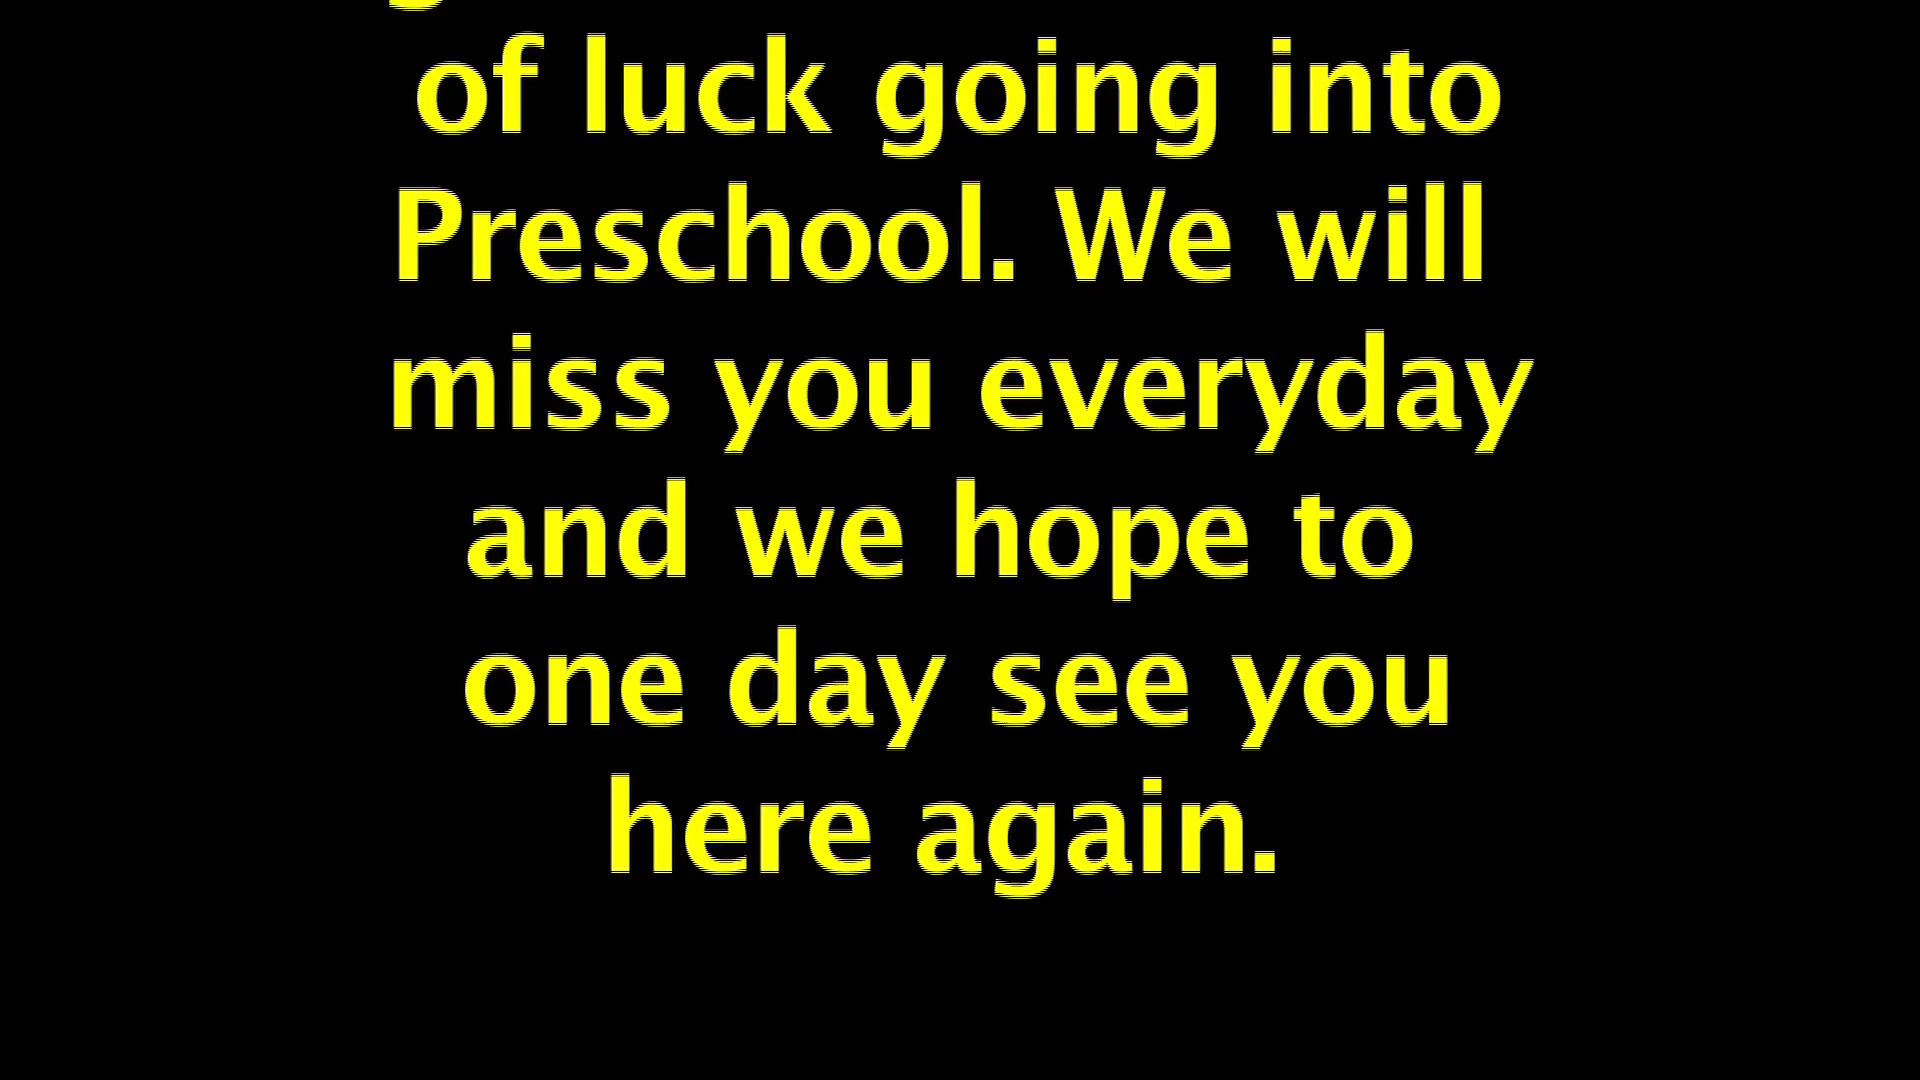 of luck going into
Preschool. We will
miss you everyday
and we hope to
one day see you
here again.